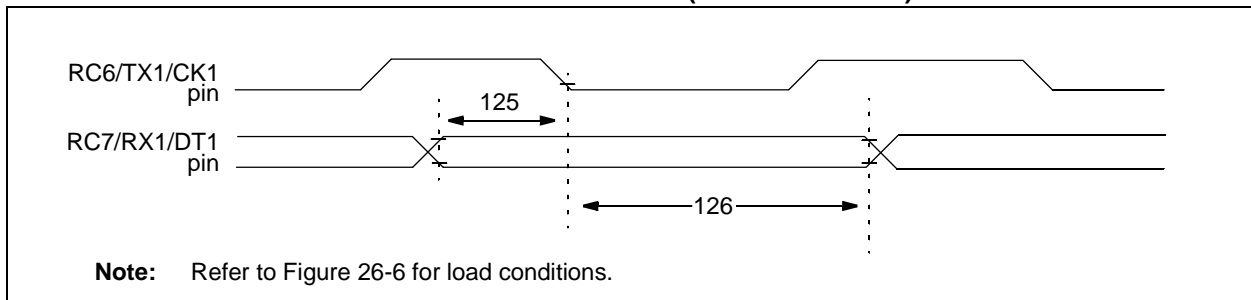 RC6/TX1/CK1
pin
125
RC7/RX1/DT1
pin
126
Note: Refer to Figure 26-6 for load conditions.